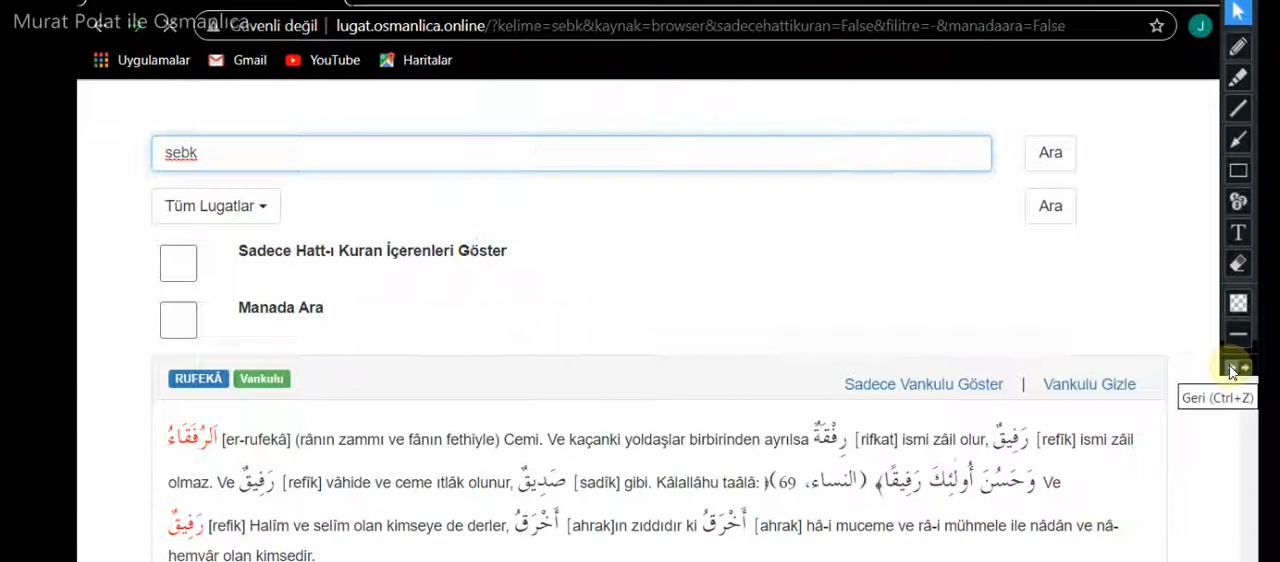 Murat Polat ile Osmanlıca
Güvenli değil | lugat.osmanlica.online/?kelime=sebk&kaynak=browser&sadecehattikuran=False&filitre=-&manadaara=False
J
Uygulamalar Gmail YouTube Haritalar
sebk Ara
Tüm Lugatlar Ara
Sadece Hatt-ı Kuran İçerenleri Göster
Manada Ara
RUFEKÂ Vankulu Sadece Vankulu Göster | Vankulu Gizle
Geri (Ctrl+Z)
اَلرُّفَقَاءُ [er-rufekâ] (rânın zammı ve fânın fethiyle) Cemi. Ve kaçanki yoldaşlar birbirinden ayrılsa رِفْقَةٌ [rifkat] ismi zâil olur, رَفِيقٌ [refîk] ismi zâil
olmaz. Ve رَفِيقٌ [refîk] vâhide ve ceme ıtlâk olunur, صَدِيقٌ [sadîk] gibi. Kâlallâhu taâlâ: ﴿وَحَسُنَ أُولَئِكَ رَفِيقًا﴾ (النساء، 69) Ve
رَفِيقٌ [refîk] Halîm ve selîm olan kimseye de derler, أَخْرَقُ [ahrak]ın zıddıdır ki أَخْرَقُ [ahrak] hâ-i muceme ve râ-i mühmele ile nâdân ve nâ-
hemvâr olan kimsedir.